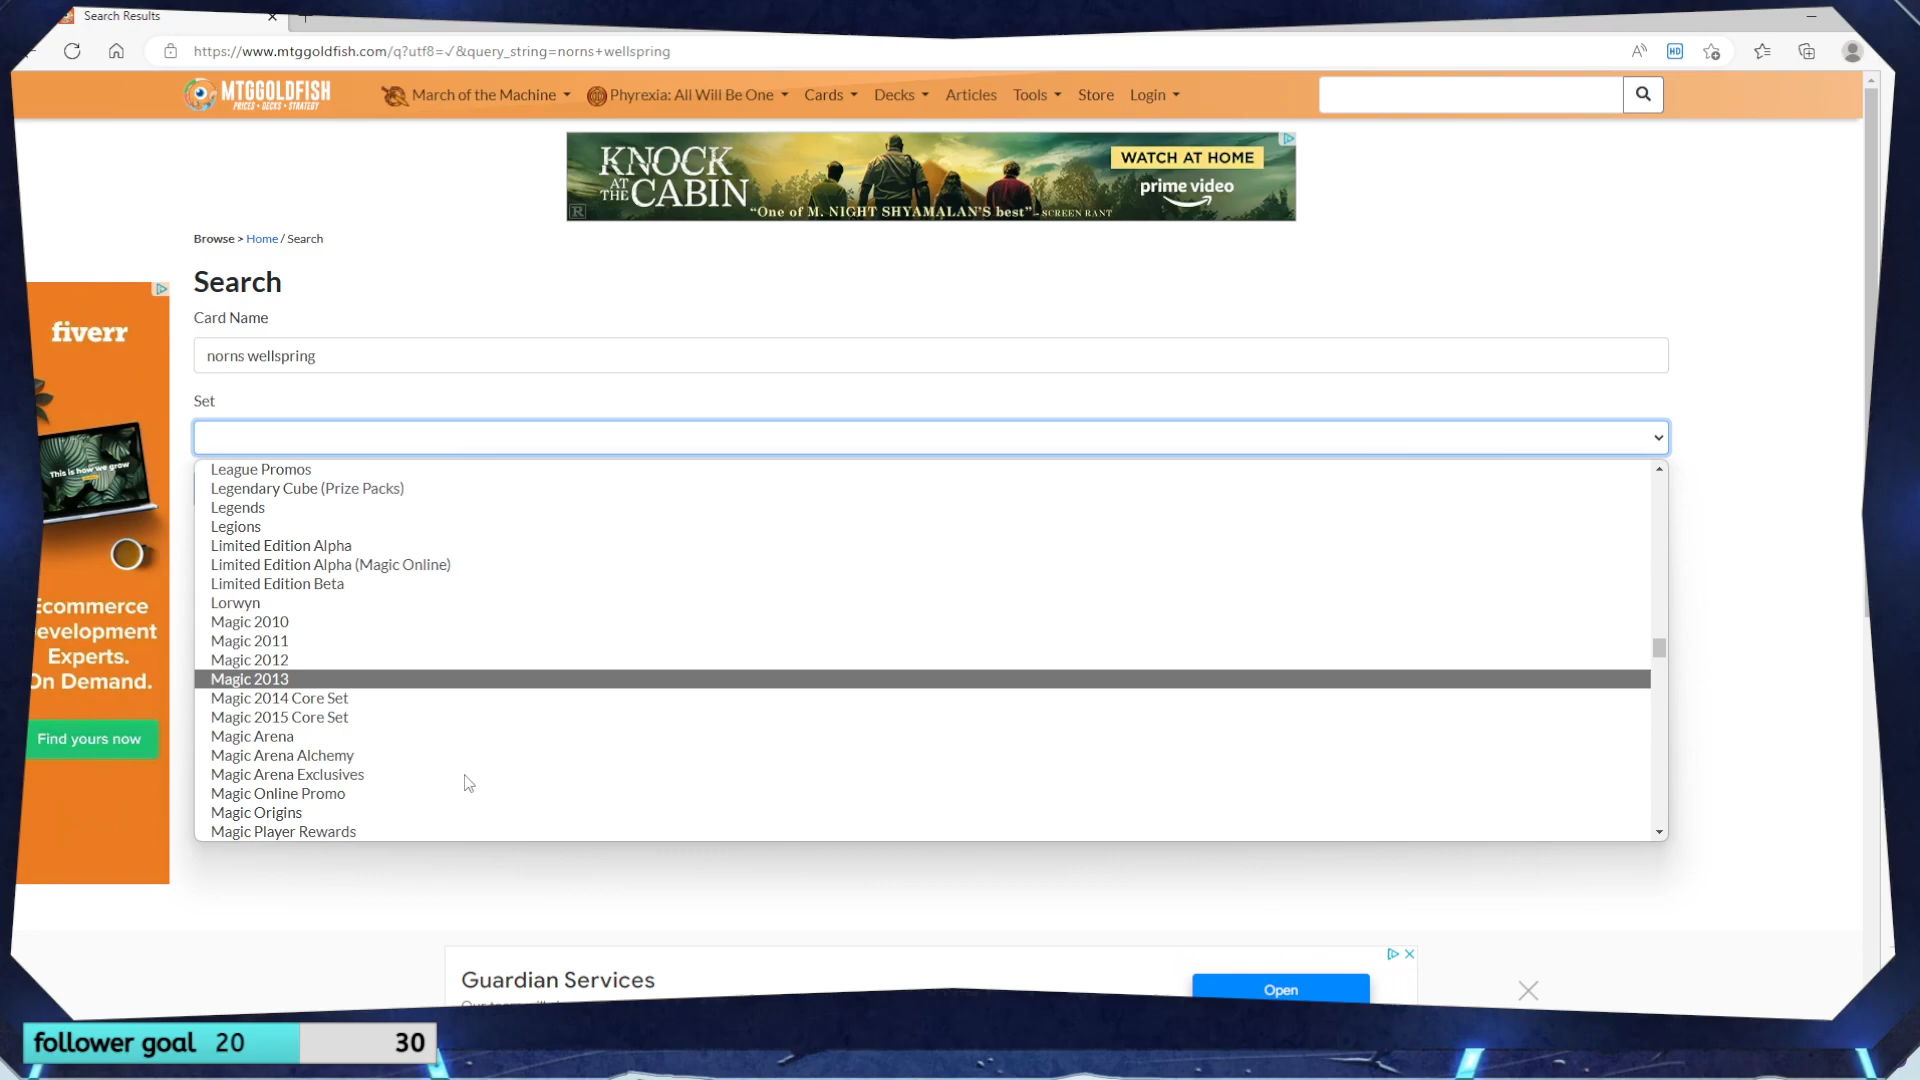 Search Results
https://www.mtggoldfish.com/q?utf8=✓&query_string=norns+wellspring
HD
MTGGOLDFISH
PRICES • DECKS • STRATEGY
March of the Machine
Phyrexia: All Will Be One
Cards
Decks
Articles
Tools
Store
Login
KNOCK
AT THE CABIN
R
"One of M. NIGHT SHYAMALAN'S best" - SCREEN RANT
WATCH AT HOME
prime video
Browse > Home / Search
Search
Card Name
norns wellspring
Set
League Promos
Legendary Cube (Prize Packs)
Legends
Legions
Limited Edition Alpha
Limited Edition Alpha (Magic Online)
Limited Edition Beta
Lorwyn
Magic 2010
Magic 2011
Magic 2012
Magic 2013
Magic 2014 Core Set
Magic 2015 Core Set
Magic Arena
Magic Arena Alchemy
Magic Arena Exclusives
Magic Online Promo
Magic Origins
Magic Player Rewards
fiverr
This is how we grow
Ecommerce
evelopment
Experts.
On Demand.
Find yours now
Guardian Services
Open
follower goal 20 30